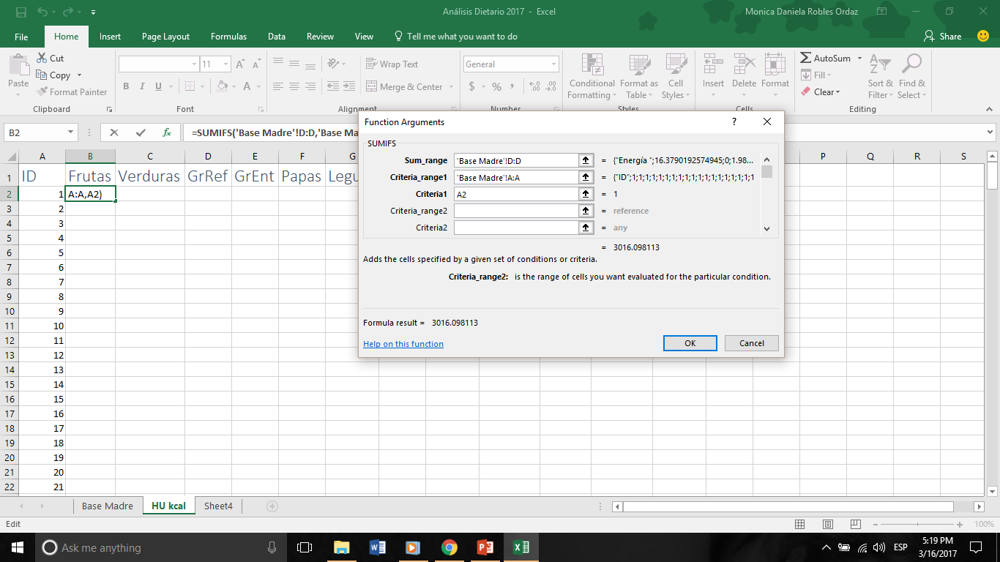 Análisis Dietario 2017 - Excel
Monica Daniela Robles Ordaz
File Home Insert Page Layout Formulas Data Review View Tell me what you want to do Share
Cut
Copy
Format Painter
Paste
Clipboard
11 A A
B I U A
Font
Wrap Text
Merge & Center
Alignment
General
$ % ,
Number
Conditional Formatting
Format as Table
Cell Styles
Styles
Insert Delete Format
Cells
AutoSum
Fill
Clear
Sort & Filter
Find & Select
Editing
B2 fx =SUMIFS('Base Madre'!D:D,'Base Ma
A B C D E F G P Q R S
1 ID Frutas Verduras GrRef GrEnt Papas Legu
2 1 A:A,A2)
3 2
4 3
5 4
6 5
7 6
8 7
9 8
10 9
11 10
12 11
13 12
14 13
15 14
16 15
17 16
18 17
19 18
20 19
21 20
22 21
Function Arguments ?
SUMIFS
Sum_range 'Base Madre'!D:D = {"Energía ";16.3790192574945;0;1.98...
Criteria_range1 'Base Madre'!A:A = {"ID";1;1;1;1;1;1;1;1;1;1;1;1;1;1;1;1;1;1
Criteria1 A2 = 1
Criteria_range2 = reference
Criteria2 = any
= 3016.098113
Adds the cells specified by a given set of conditions or criteria.
Criteria_range2: is the range of cells you want evaluated for the particular condition.
Formula result = 3016.098113
Help on this function
OK Cancel
Base Madre HU kcal Sheet4
Edit
100%
Ask me anything
ESP
5:19 PM
3/16/2017